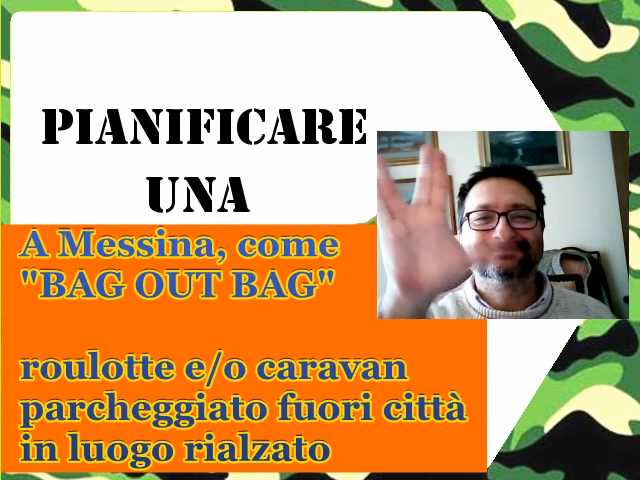 PIANIFICARE
UNA
A Messina, come
"BAG OUT BAG"
roulotte e/o caravan
parcheggiato fuori città
in luogo rialzato